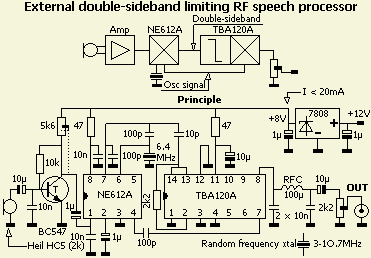 External double-sideband limiting RF speech processor
Double-sideband
Amp NE612A TBA120A
Osc signal
Principle
I < 20mA
7808
+8V +12V
1µ 1µ
5k6 47 100p 10p 47
10k 10n 100p 10n 6.4 MHz 10µ
10µ 8 7 6 5 14 13 12 11 10 9 8 RFC 10µ OUT
NE612A 2k2 TBA120A 100µ
10n 1µ 1 2 3 4 1 2 3 4 5 6 7 2k2
BC547 10n 1µ 100p 2 × 10n
Heil HC5 (2k) Random frequency xtal 3-10.7MHz